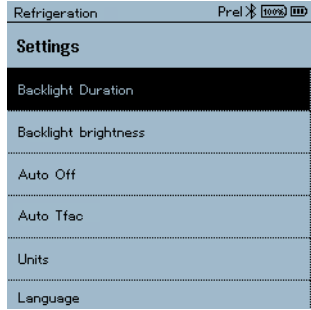 Refrigeration Prel 100%
Settings
Backlight Duration
Backlight brightness
Auto Off
Auto Tfac
Units
Language